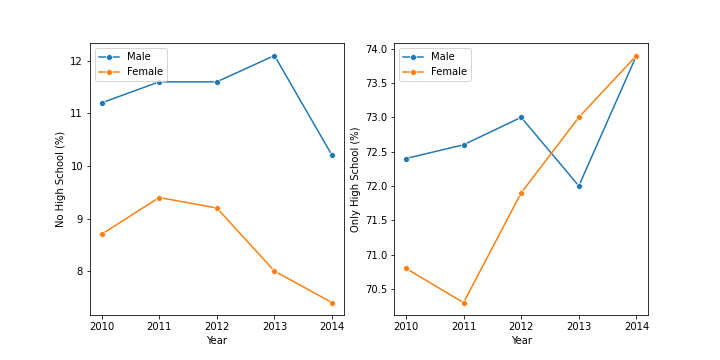 Male
Female
12
11
10
9
8
No High School (%)
2010 2011 2012 2013 2014
Year
Male
Female
74.0
73.5
73.0
72.5
72.0
71.5
71.0
70.5
Only High School (%)
2010 2011 2012 2013 2014
Year